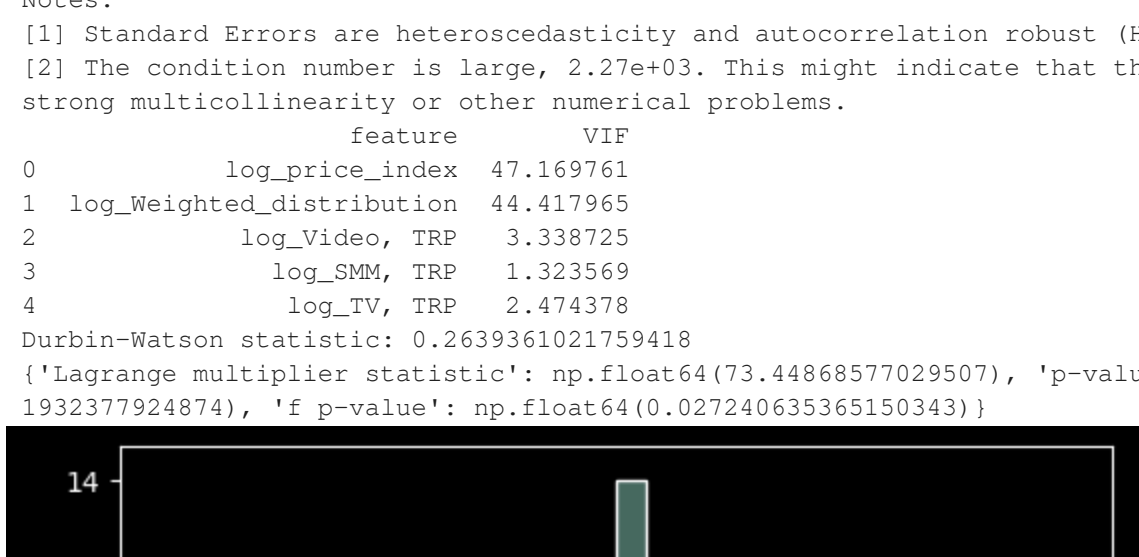 Notes:
[1] Standard Errors are heteroscedasticity and autocorrelation robust (H
[2] The condition number is large, 2.27e+03. This might indicate that th
strong multicollinearity or other numerical problems.
feature VIF
0 log_price_index 47.169761
1 log_Weighted_distribution 44.417965
2 log_Video, TRP 3.338725
3 log_SMM, TRP 1.323569
4 log_TV, TRP 2.474378
Durbin-Watson statistic: 0.2639361021759418
{'Lagrange multiplier statistic': np.float64(73.44868577029507), 'p-valu
1932377924874), 'f p-value': np.float64(0.027240635365150343)}
14